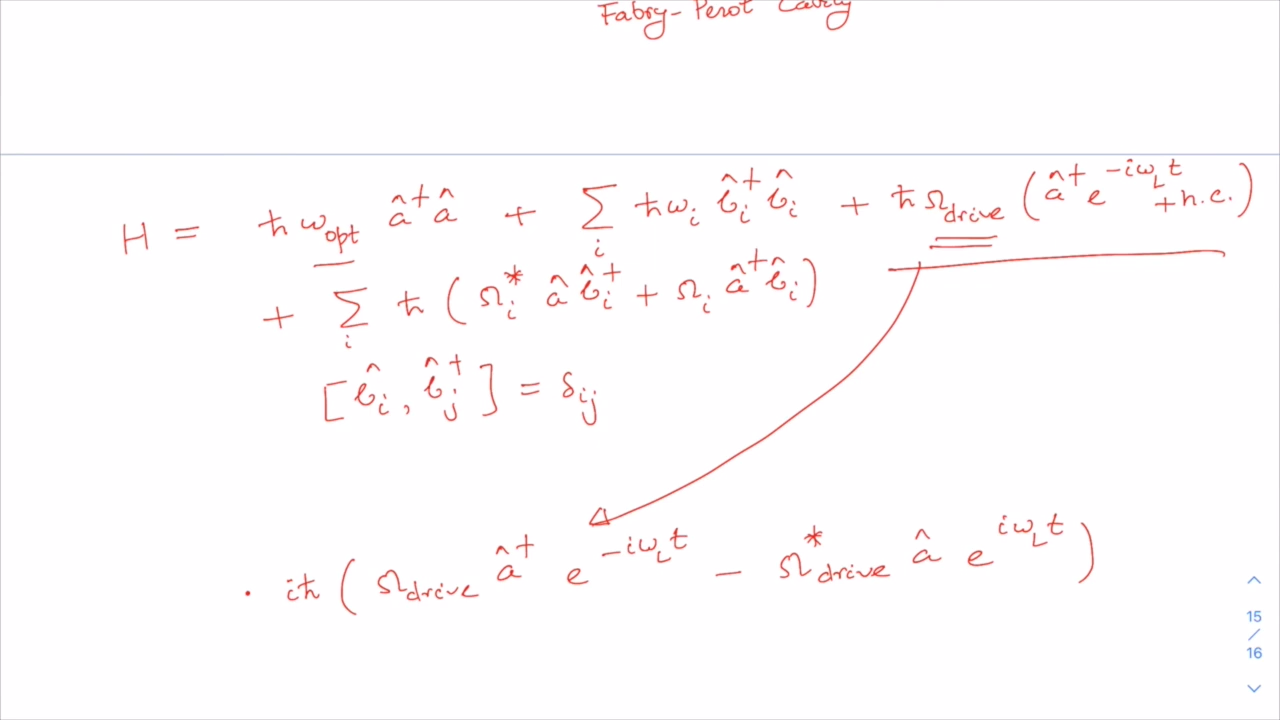 Fabry-Perot Cavity
H = ħω_opt â†â + Σ_i ħω_i b̂_i†b̂_i + ħΩ_drive (â†e^{-iω_L t} + h.c.)
+ Σ_i ħ (Ω_i^* â b̂_i† + Ω_i â†b̂_i)
[b̂_i, b̂_j†] = δ_ij
· iħ (Ω_drive â† e^{-iω_L t} − Ω^*_drive â e^{iω_L t})
15
/
16